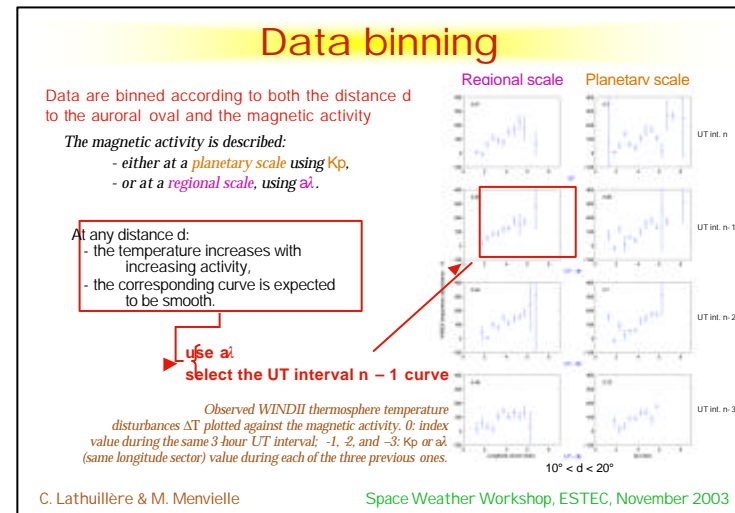 Data binning
Data are binned according to both the distance d
to the auroral oval and the magnetic activity
The magnetic activity is described:
- either at a planetary scale using Kp,
- or at a regional scale, using aλ.
At any distance d:
- the temperature increases with
increasing activity,
- the corresponding curve is expected
to be smooth.
use aλ
select the UT interval n – 1 curve
Observed WINDII thermosphere temperature
disturbances ΔT plotted against the magnetic activity. 0: index
value during the same 3-hour UT interval; -1, -2, and –3: Kp or aλ
(same longitude sector) value during each of the three previous ones.
Regional scale
Planetary scale
UT int. n
UT int. n-1
UT int. n-2
UT int. n-3
10° < d < 20°
C. Lathuillère & M. Menvielle
Space Weather Workshop, ESTEC, November 2003